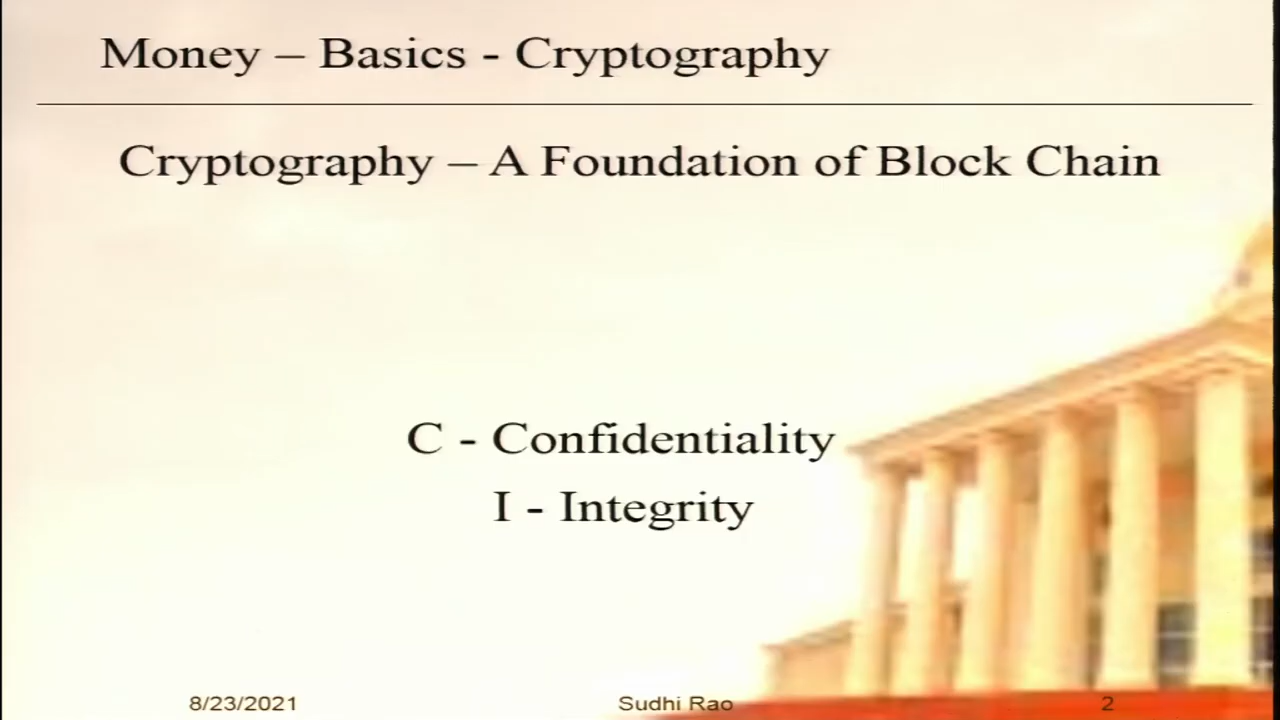 Money – Basics - Cryptography
Cryptography – A Foundation of Block Chain
C - Confidentiality
I - Integrity
8/23/2021 Sudhi Rao 2